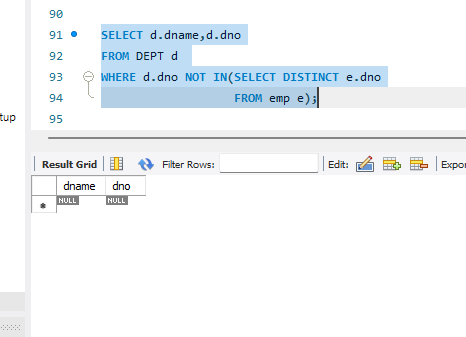 90
91 SELECT d.dname,d.dno
92 FROM DEPT d
93 WHERE d.dno NOT IN(SELECT DISTINCT e.dno
94 FROM emp e);
95
tup
Result Grid Filter Rows: Edit: Expor
dname dno
* NULL NULL